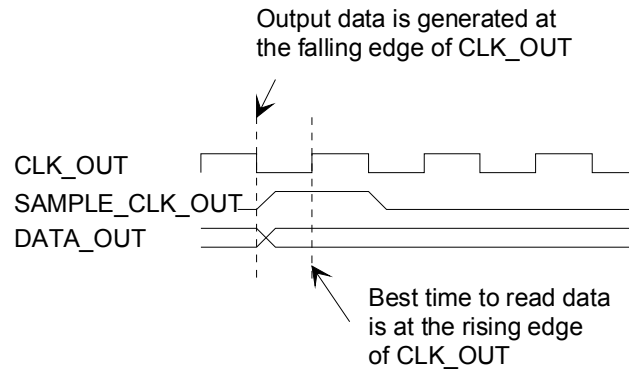 Output data is generated at
the falling edge of CLK_OUT
CLK_OUT
SAMPLE_CLK_OUT
DATA_OUT
Best time to read data
is at the rising edge
of CLK_OUT